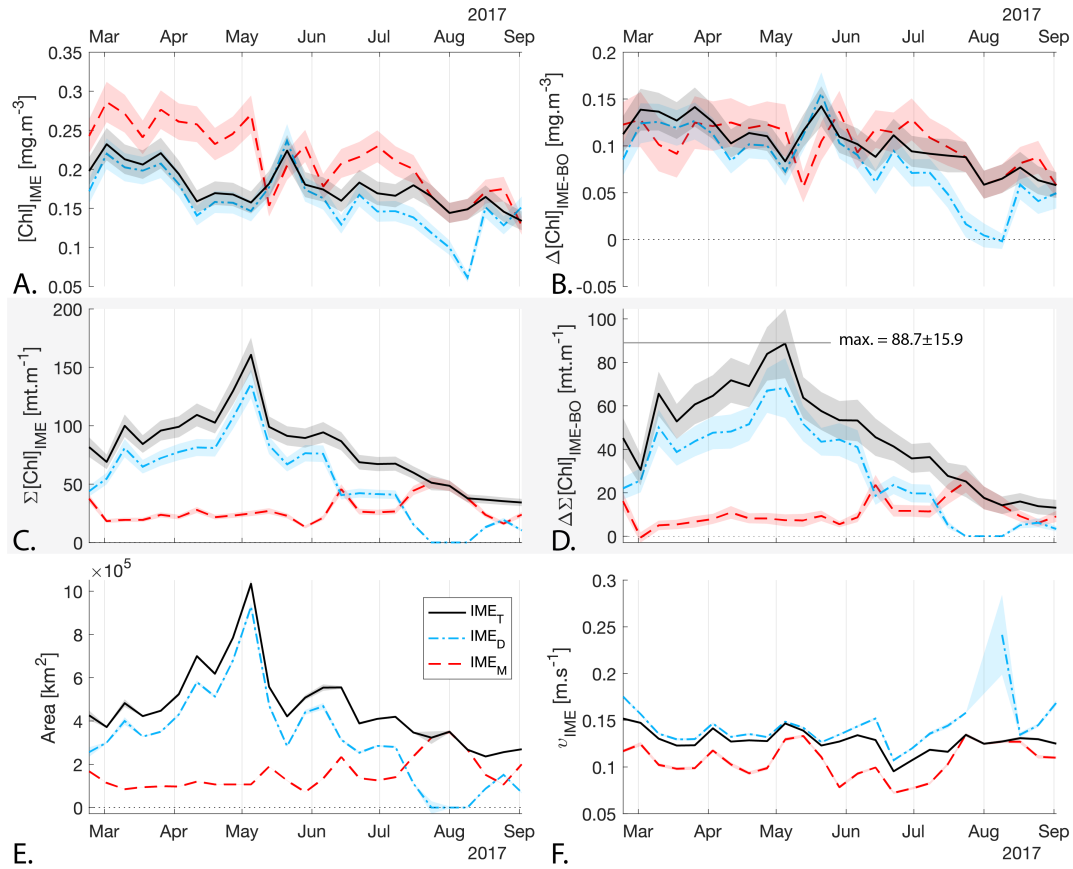 2017
Mar Apr May Jun Jul Aug Sep
0.35
0.3
0.25
0.2
0.15
0.1
0.05
[Chl]IME [mg.m-3]
A.
2017
Mar Apr May Jun Jul Aug Sep
0.2
0.15
0.1
0.05
0
-0.05
Δ[Chl]IME-BO [mg.m-3]
B.
200
150
100
50
0
Σ[Chl]IME [mt.m-1]
C.
100
80
60
40
20
0
ΔΣ[Chl]IME-BO [mt.m-1]
max. = 88.7±15.9
D.
×10⁵
10
8
6
4
2
0
Area [km2]
IMET
IMED
IMEM
Mar Apr May Jun Jul Aug Sep
2017
E.
0.3
0.25
0.2
0.15
0.1
0.05
vIME [m.s-1]
Mar Apr May Jun Jul Aug Sep
2017
F.